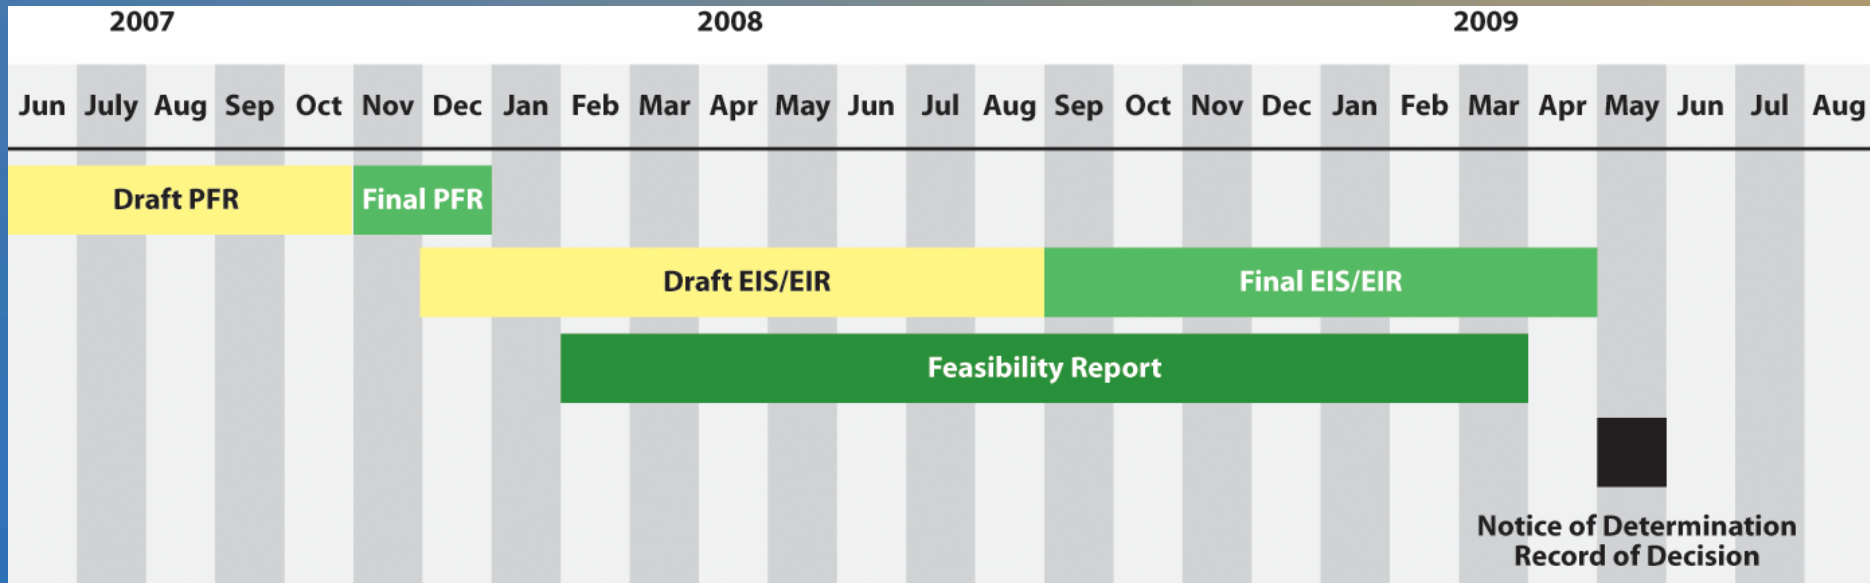 2007 2008 2009
Jun July Aug Sep Oct Nov Dec Jan Feb Mar Apr May Jun Jul Aug Sep Oct Nov Dec Jan Feb Mar Apr May Jun Jul Aug
Draft PFR Final PFR
Draft EIS/EIR Final EIS/EIR
Feasibility Report
Notice of Determination
Record of Decision